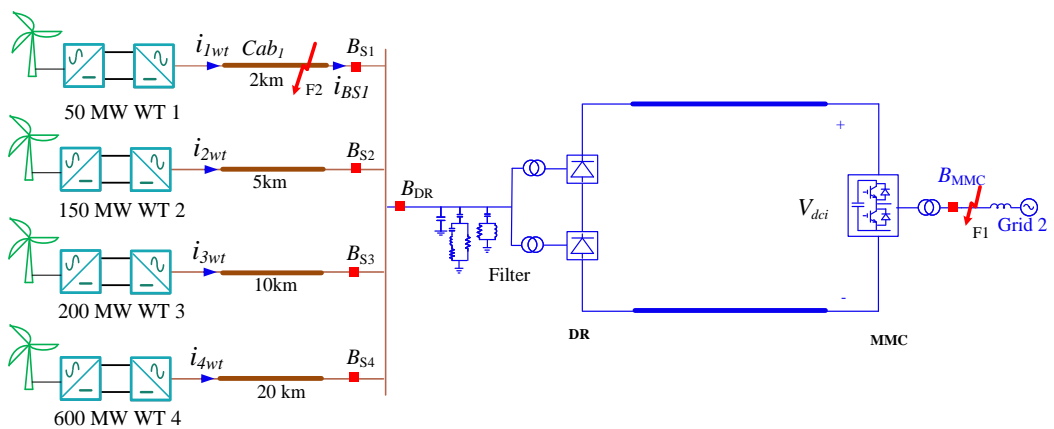 i1wt
Cab1
BS1
2km
F2
iBS1
50 MW WT 1
i2wt
BS2
5km
150 MW WT 2
BDR
i3wt
BS3
10km
200 MW WT 3
i4wt
BS4
20 km
600 MW WT 4
Filter
DR
+
Vdci
-
MMC
BMMC
F1
Grid 2